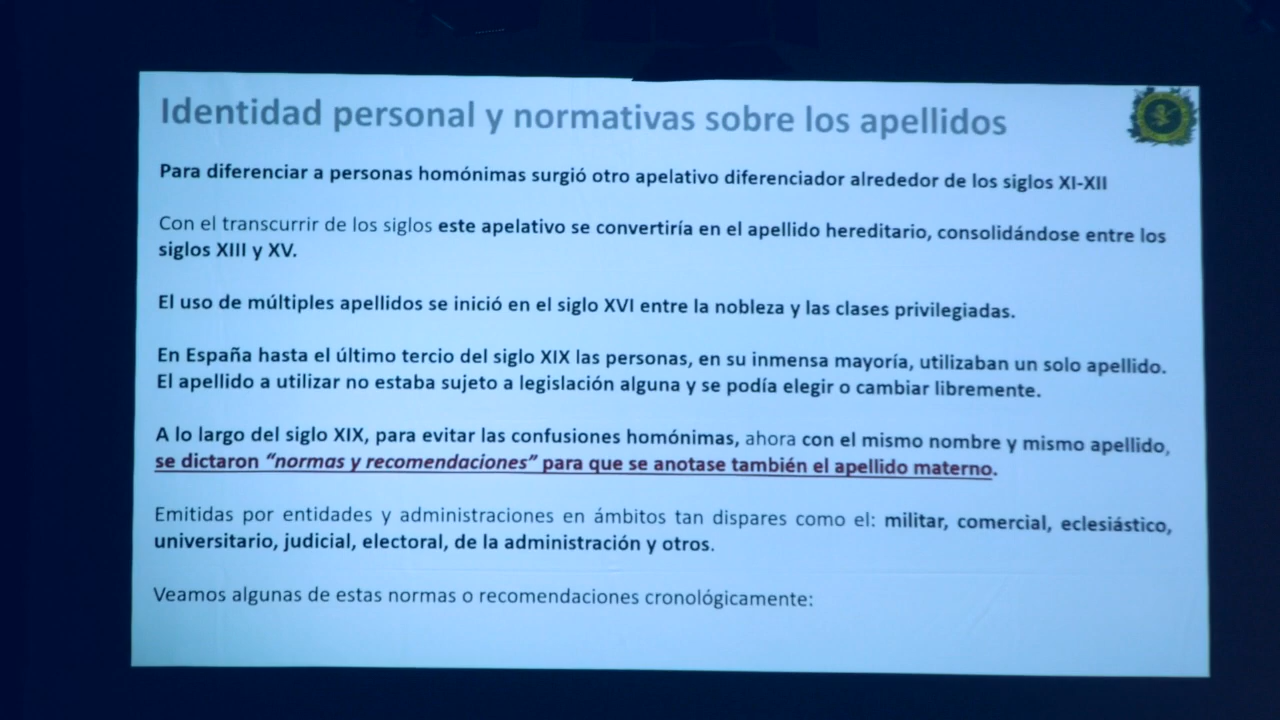 Identidad personal y normativas sobre los apellidos
Para diferenciar a personas homónimas surgió otro apelativo diferenciador alrededor de los siglos XI-XII
Con el transcurrir de los siglos este apelativo se convertiría en el apellido hereditario, consolidándose entre los
siglos XIII y XV.
El uso de múltiples apellidos se inició en el siglo XVI entre la nobleza y las clases privilegiadas.
En España hasta el último tercio del siglo XIX las personas, en su inmensa mayoría, utilizaban un solo apellido.
El apellido a utilizar no estaba sujeto a legislación alguna y se podía elegir o cambiar libremente.
A lo largo del siglo XIX, para evitar las confusiones homónimas, ahora con el mismo nombre y mismo apellido,
se dictaron “normas y recomendaciones” para que se anotase también el apellido materno.
Emitidas por entidades y administraciones en ámbitos tan dispares como el: militar, comercial, eclesiástico,
universitario, judicial, electoral, de la administración y otros.
Veamos algunas de estas normas o recomendaciones cronológicamente: